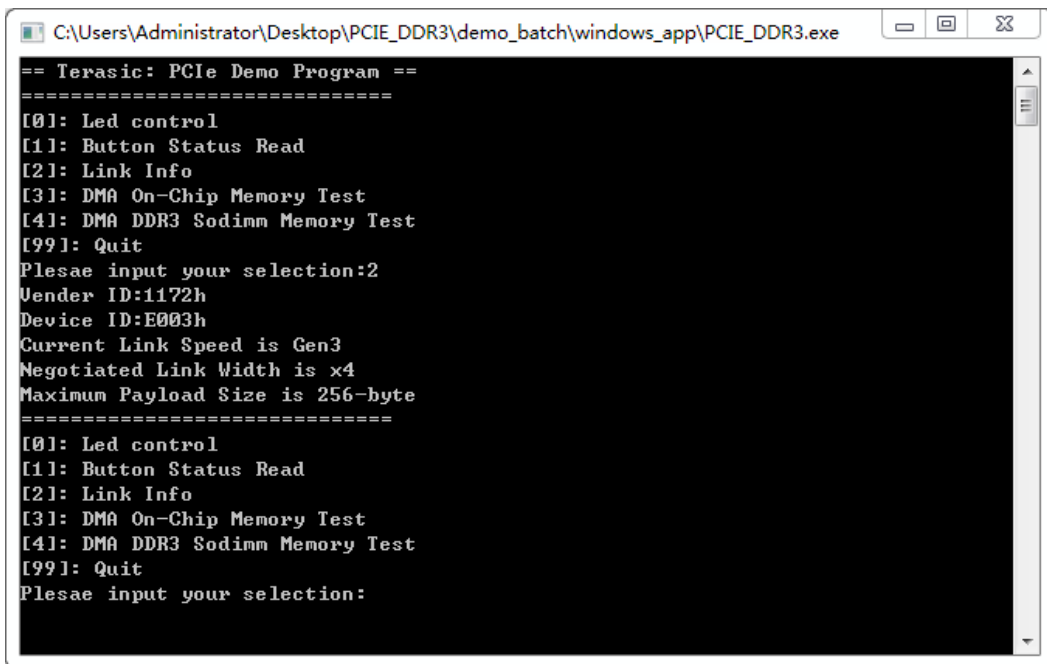 C:\Users\Administrator\Desktop\PCIE_DDR3\demo_batch\windows_app\PCIE_DDR3.exe
== Terasic: PCIe Demo Program ==
==============================
[0]: Led control
[1]: Button Status Read
[2]: Link Info
[3]: DMA On-Chip Memory Test
[4]: DMA DDR3 Sodimm Memory Test
[99]: Quit
Plesae input your selection:2
Vender ID:1172h
Device ID:E003h
Current Link Speed is Gen3
Negotiated Link Width is x4
Maximum Payload Size is 256-byte
==============================
[0]: Led control
[1]: Button Status Read
[2]: Link Info
[3]: DMA On-Chip Memory Test
[4]: DMA DDR3 Sodimm Memory Test
[99]: Quit
Plesae input your selection: